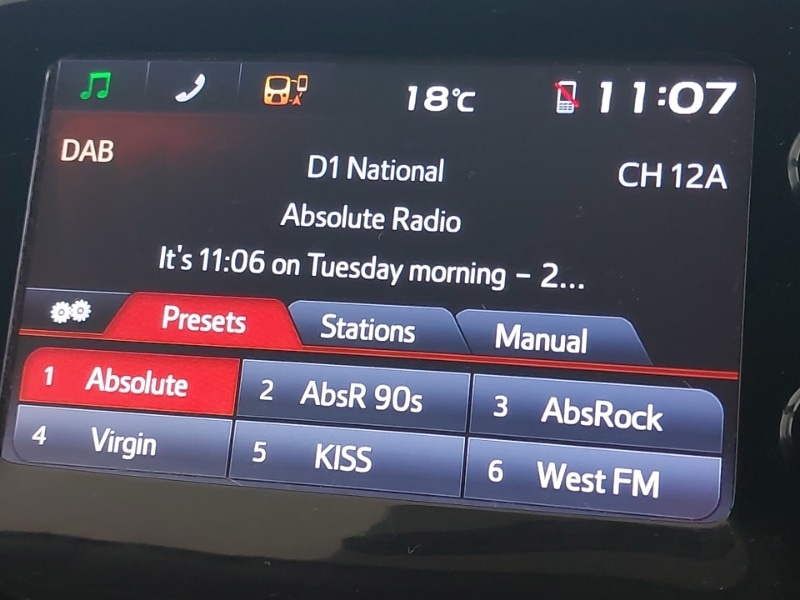 18°C 11:07
DAB
D1 National
CH 12A
Absolute Radio
It's 11:06 on Tuesday morning – 2...
Presets Stations Manual
1 Absolute 2 AbsR 90s 3 AbsRock
4 Virgin 5 KISS 6 West FM